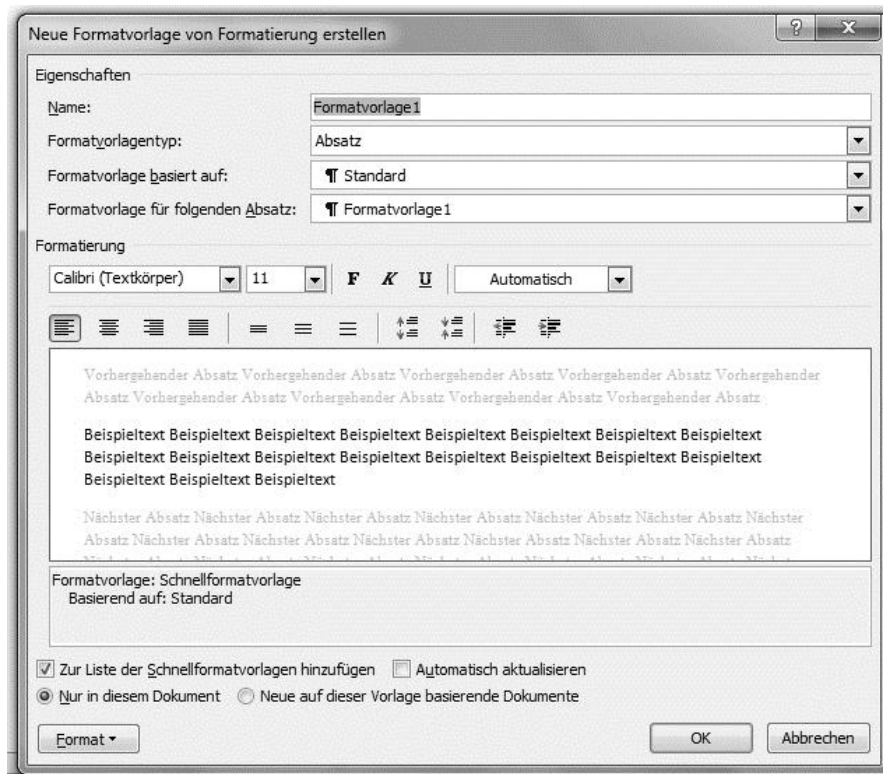 Neue Formatvorlage von Formatierung erstellen
Eigenschaften
Name: Formatvorlage1
Formatvorlagentyp: Absatz
Formatvorlage basiert auf: ¶ Standard
Formatvorlage für folgenden Absatz: ¶ Formatvorlage1
Formatierung
Calibri (Textkörper) 11 F K U Automatisch
Vorhergehender Absatz Vorhergehender Absatz Vorhergehender Absatz Vorhergehender Absatz Vorhergehender
Absatz Vorhergehender Absatz Vorhergehender Absatz Vorhergehender Absatz Vorhergehender Absatz
Beispieltext Beispieltext Beispieltext Beispieltext Beispieltext Beispieltext Beispieltext Beispieltext
Beispieltext Beispieltext Beispieltext Beispieltext Beispieltext Beispieltext Beispieltext Beispieltext
Beispieltext Beispieltext Beispieltext
Nächster Absatz Nächster Absatz Nächster Absatz Nächster Absatz Nächster Absatz Nächster Absatz Nächster
Absatz Nächster Absatz Nächster Absatz Nächster Absatz Nächster Absatz Nächster Absatz Nächster Absatz
Formatvorlage: Schnellformatvorlage
Basierend auf: Standard
Zur Liste der Schnellformatvorlagen hinzufügen Automatisch aktualisieren
Nur in diesem Dokument Neue auf dieser Vorlage basierende Dokumente
Format OK Abbrechen